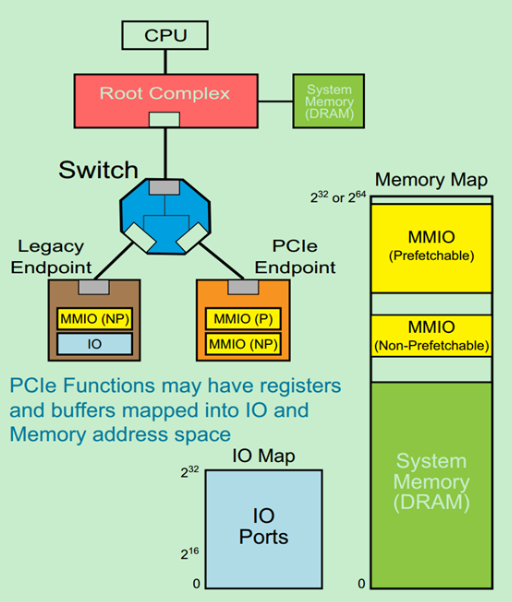 CPU
Root Complex
System
Memory
(DRAM)
Switch
Legacy
Endpoint
PCIe
Endpoint
MMIO (NP)
IO
MMIO (P)
MMIO (NP)
PCIe Functions may have registers
and buffers mapped into IO and
Memory address space
IO Map
2³²
IO
Ports
2¹⁶
0
Memory Map
2³² or 2⁶⁴
MMIO
(Prefetchable)
MMIO
(Non-Prefetchable)
System
Memory
(DRAM)
0